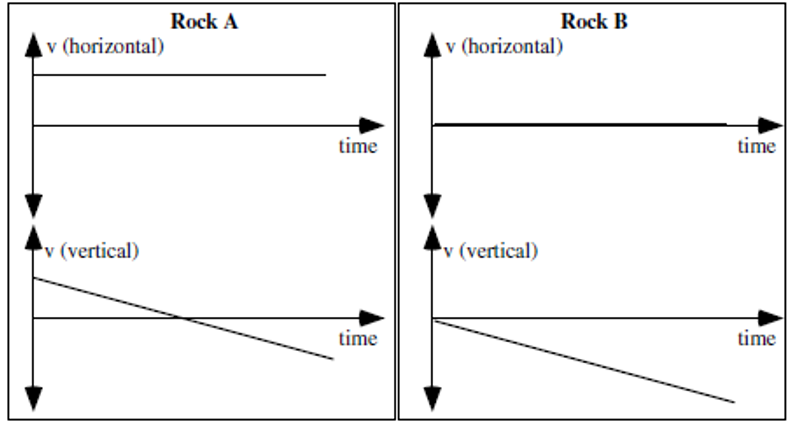 Rock A
v (horizontal)
time
v (vertical)
time
Rock B
v (horizontal)
time
v (vertical)
time